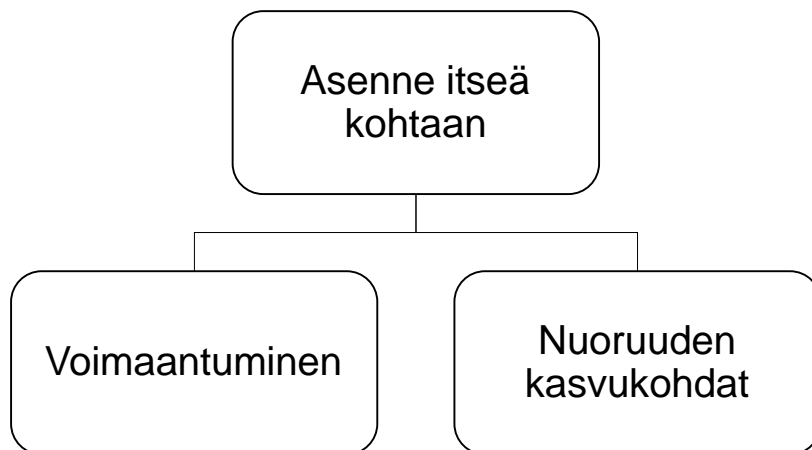 Asenne itseä
kohtaan
Voimaantuminen
Nuoruuden
kasvukohdat